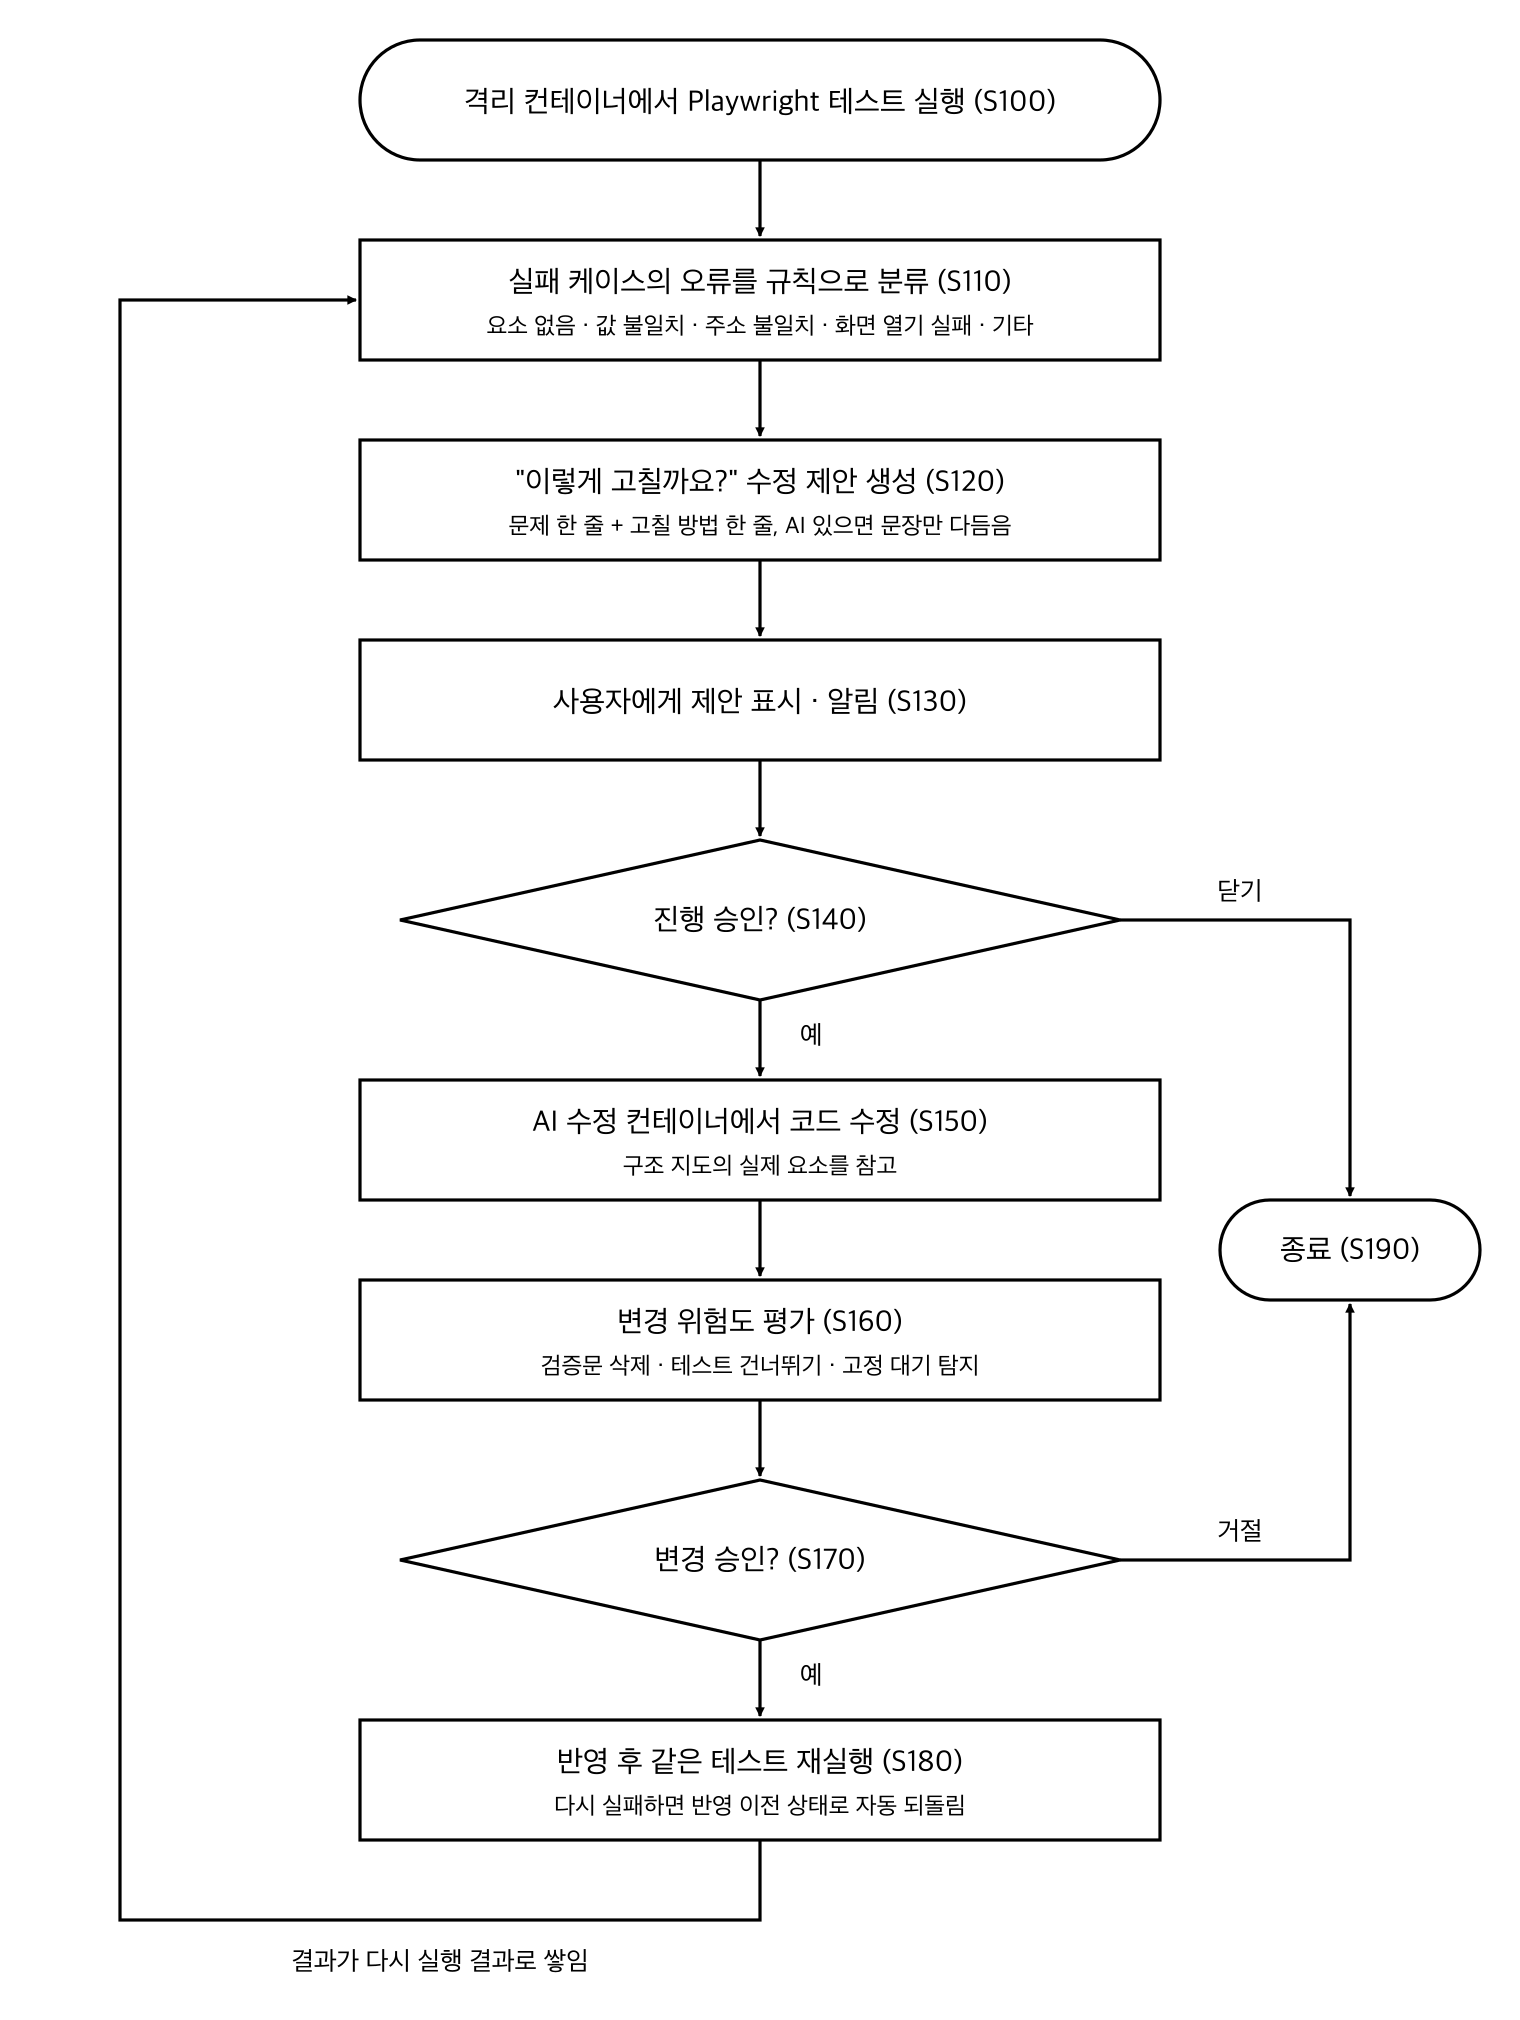 격리 컨테이너에서 Playwright 테스트 실행 (S100)
실패 케이스의 오류를 규칙으로 분류 (S110)
요소 없음 · 값 불일치 · 주소 불일치 · 화면 열기 실패 · 기타
"이렇게 고칠까요?" 수정 제안 생성 (S120)
문제 한 줄 + 고칠 방법 한 줄, AI 있으면 문장만 다듬음
사용자에게 제안 표시 · 알림 (S130)
닫기
진행 승인? (S140)
예
AI 수정 컨테이너에서 코드 수정 (S150)
구조 지도의 실제 요소를 참고
종료 (S190)
변경 위험도 평가 (S160)
검증문 삭제 · 테스트 건너뛰기 · 고정 대기 탐지
거절
변경 승인? (S170)
예
반영 후 같은 테스트 재실행 (S180)
다시 실패하면 반영 이전 상태로 자동 되돌림
결과가 다시 실행 결과로 쌓임